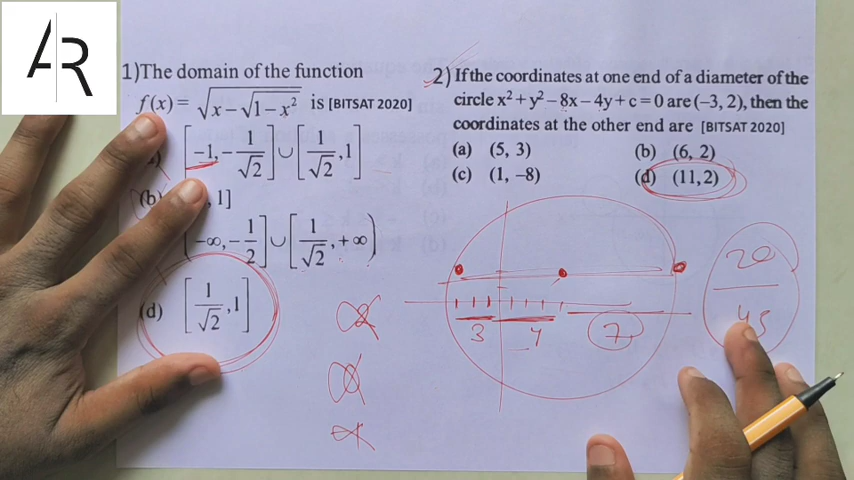 AR
1)The domain of the function
f(x) = √(x−√(1−x²)) is [BITSAT 2020]
[−1, −1/√2] ∪ [1/√2, 1]
(b) , 1]
−∞, −1/2] ∪ [1/√2, +∞)
(d) [1/√2, 1]
2) If the coordinates at one end of a diameter of the
circle x²+y²−8x−4y+c=0 are (−3, 2), then the
coordinates at the other end are [BITSAT 2020]
(a) (5, 3) (b) (6, 2)
(c) (1, −8) (d) (11,2)
3 4 7
20
45